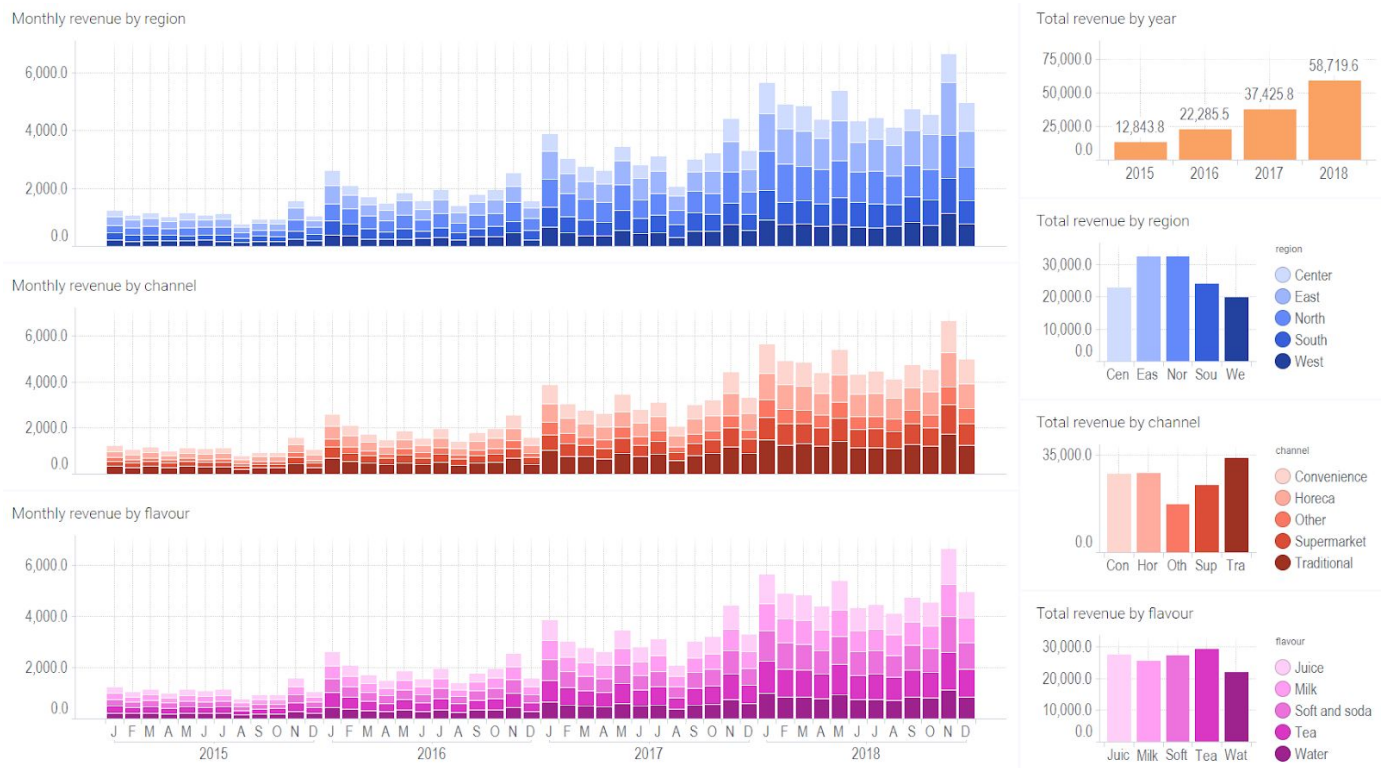 Monthly revenue by region
6,000.0
4,000.0
2,000.0
0.0
Monthly revenue by channel
6,000.0
4,000.0
2,000.0
0.0
Monthly revenue by flavour
6,000.0
4,000.0
2,000.0
0.0
J F M A M J J A S O N D J F M A M J J A S O N D J F M A M J J A S O N D J F M A M J J A S O N D
2015 2016 2017 2018
Total revenue by year
75,000.0
50,000.0
25,000.0
0.0
12,843.8
22,285.5
37,425.8
58,719.6
2015 2016 2017 2018
Total revenue by region
30,000.0
20,000.0
10,000.0
0.0
Cen Eas Nor Sou We
region
Center
East
North
South
West
Total revenue by channel
35,000.0
0.0
Con Hor Oth Sup Tra
channel
Convenience
Horeca
Other
Supermarket
Traditional
Total revenue by flavour
30,000.0
20,000.0
10,000.0
0.0
Juic Milk Soft Tea Wat
flavour
Juice
Milk
Soft and soda
Tea
Water